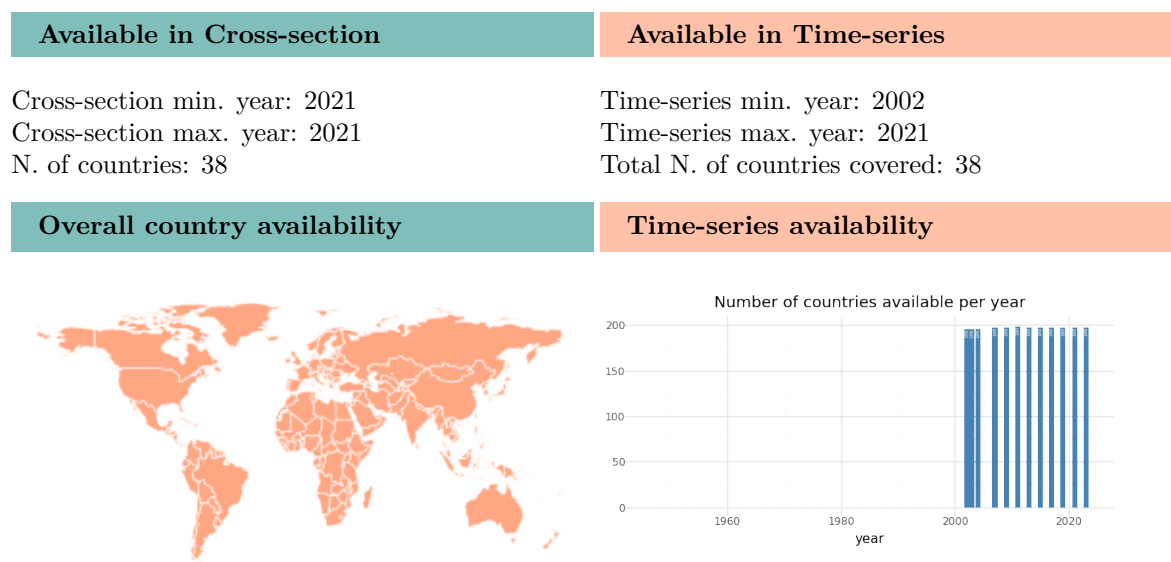 Available in Cross-section
Available in Time-series
Cross-section min. year: 2021
Cross-section max. year: 2021
N. of countries: 38
Time-series min. year: 2002
Time-series max. year: 2021
Total N. of countries covered: 38
Overall country availability
Time-series availability
Number of countries available per year
200
150
100
50
0
1960
1980
2000
2020
year